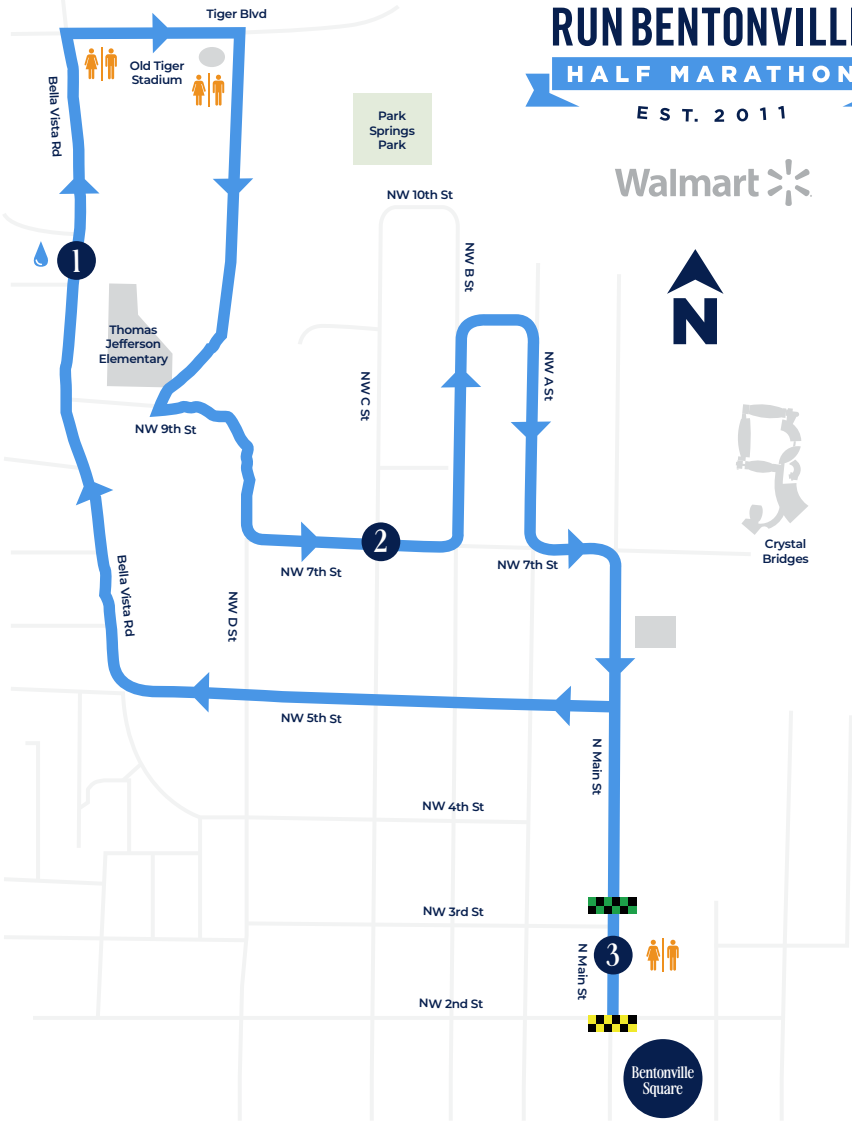 Tiger Blvd
RUN BENTONVILLE
HALF MARATHON
EST. 2011
Old Tiger
Stadium
Bella Vista Rd
Park
Springs
Park
Walmart
NW 10th St
NW B St
1
N
Thomas
Jefferson
Elementary
NW C St
NW A St
NW 9th St
2
NW 7th St
NW 7th St
Crystal
Bridges
Bella Vista Rd
NW D St
NW 5th St
N Main St
NW 4th St
NW 3rd St
3
N Main St
NW 2nd St
Bentonville
Square